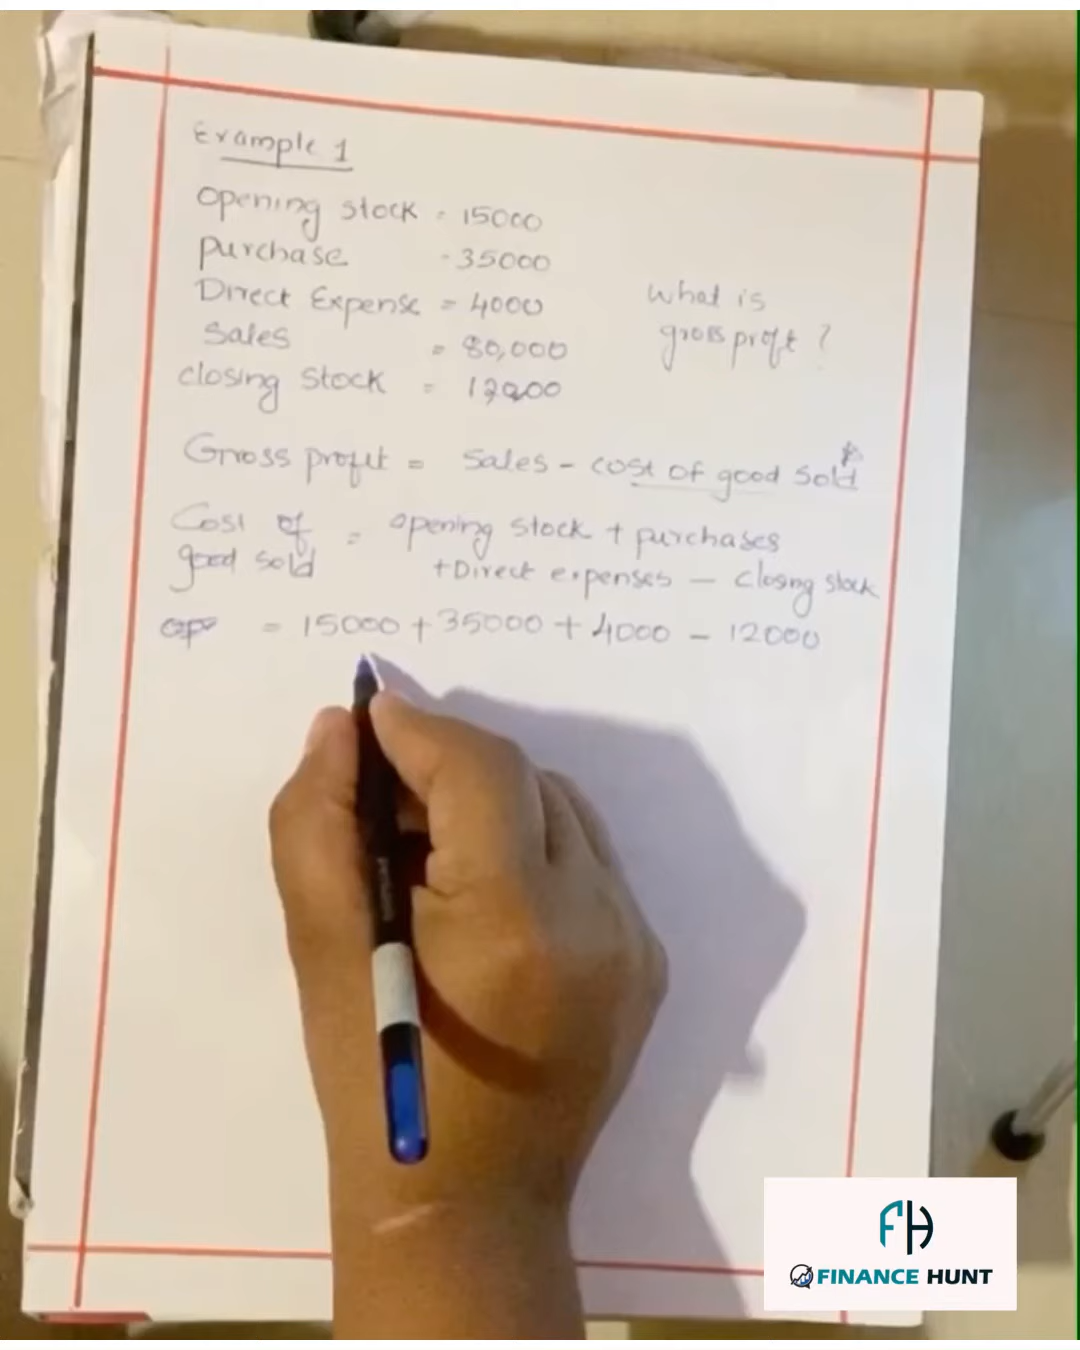 Example 1
Opening stock = 15000
purchase - 35000
Direct Expense = 4000
What is
Sales = 80,000
gross profit ?
closing stock = 12000
Gross profit = Sales - cost of good sold
Cost of = opening stock + purchases
good sold + Direct expenses - closing stock
= 15000 + 35000 + 4000 - 12000
FH
FINANCE HUNT